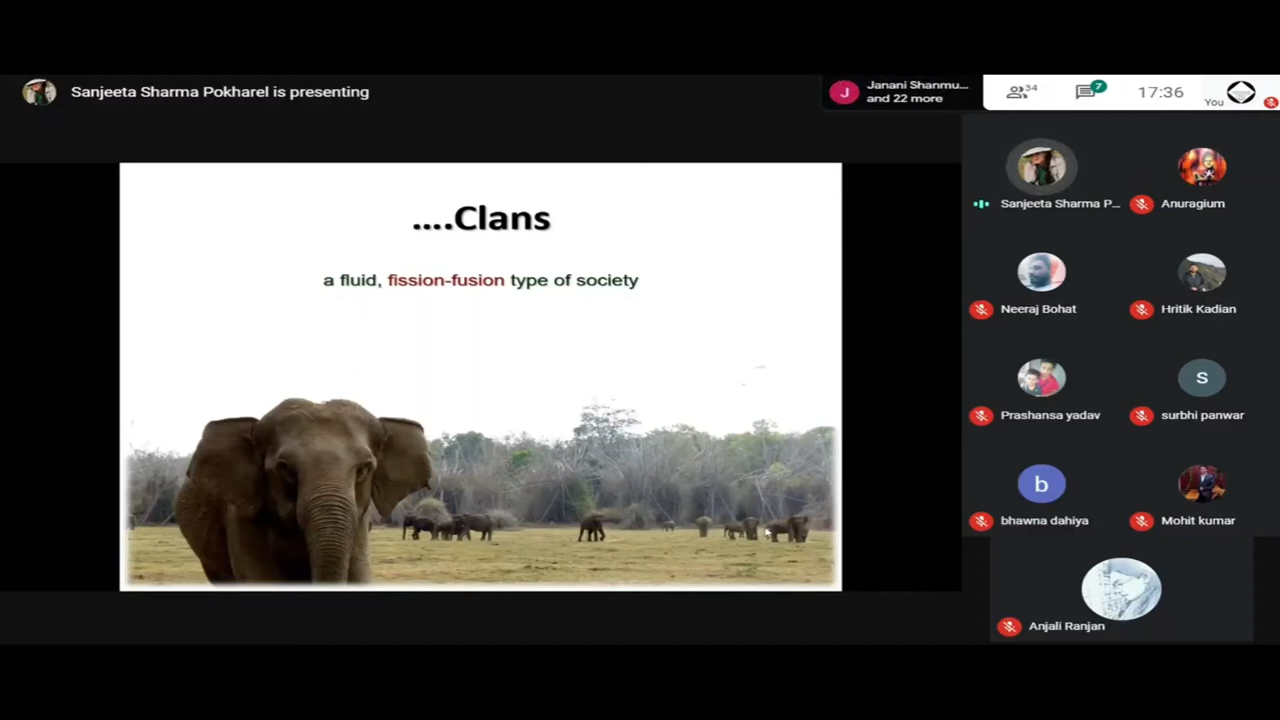 Sanjeeta Sharma Pokharel is presenting
J
Janani Shanmu...
and 22 more
34
7
17:36
You
....Clans
a fluid, fission-fusion type of society
Sanjeeta Sharma P...
Anuragium
Neeraj Bohat
Hritik Kadian
Prashansa yadav
s
surbhi panwar
b
bhawna dahiya
Mohit kumar
Anjali Ranjan